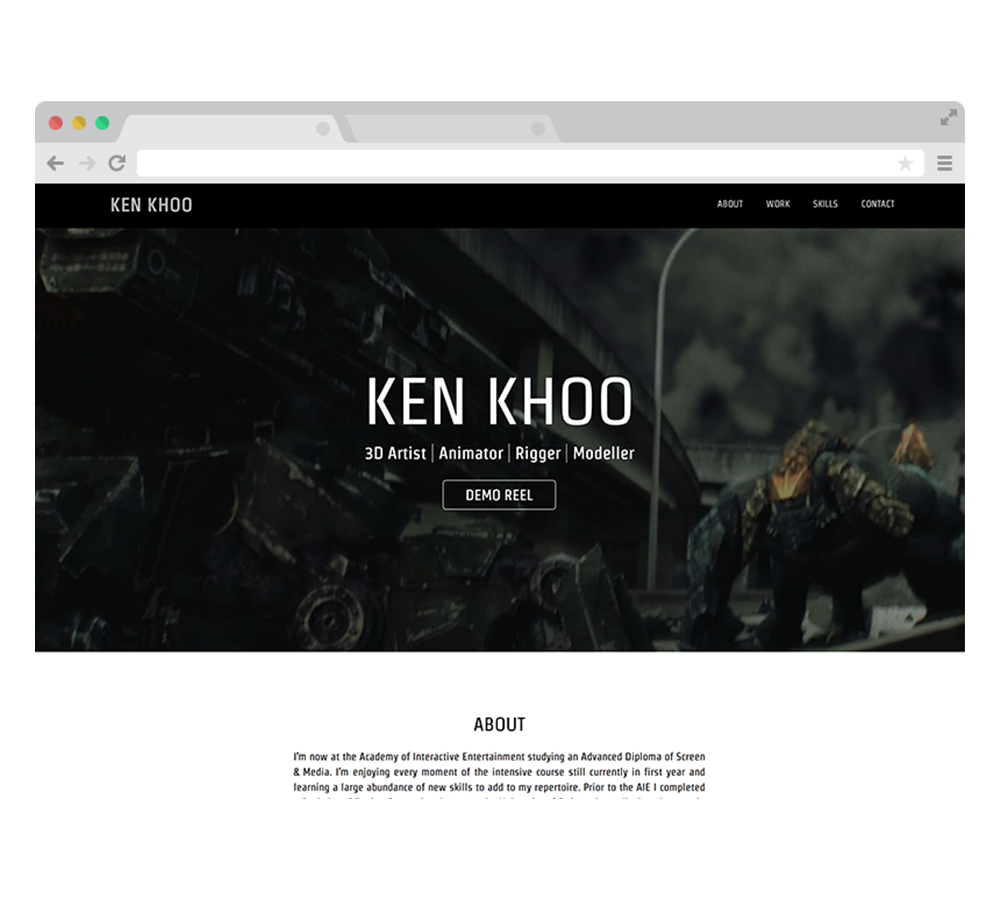 KEN KHOO
ABOUT WORK SKILLS CONTACT
KEN KHOO
3D Artist | Animator | Rigger | Modeller
DEMO REEL
ABOUT
I'm now at the Academy of Interactive Entertainment studying an Advanced Diploma of Screen
& Media. I'm enjoying every moment of the intensive course still currently in first year and
learning a large abundance of new skills to add to my repertoire. Prior to the AIE I completed